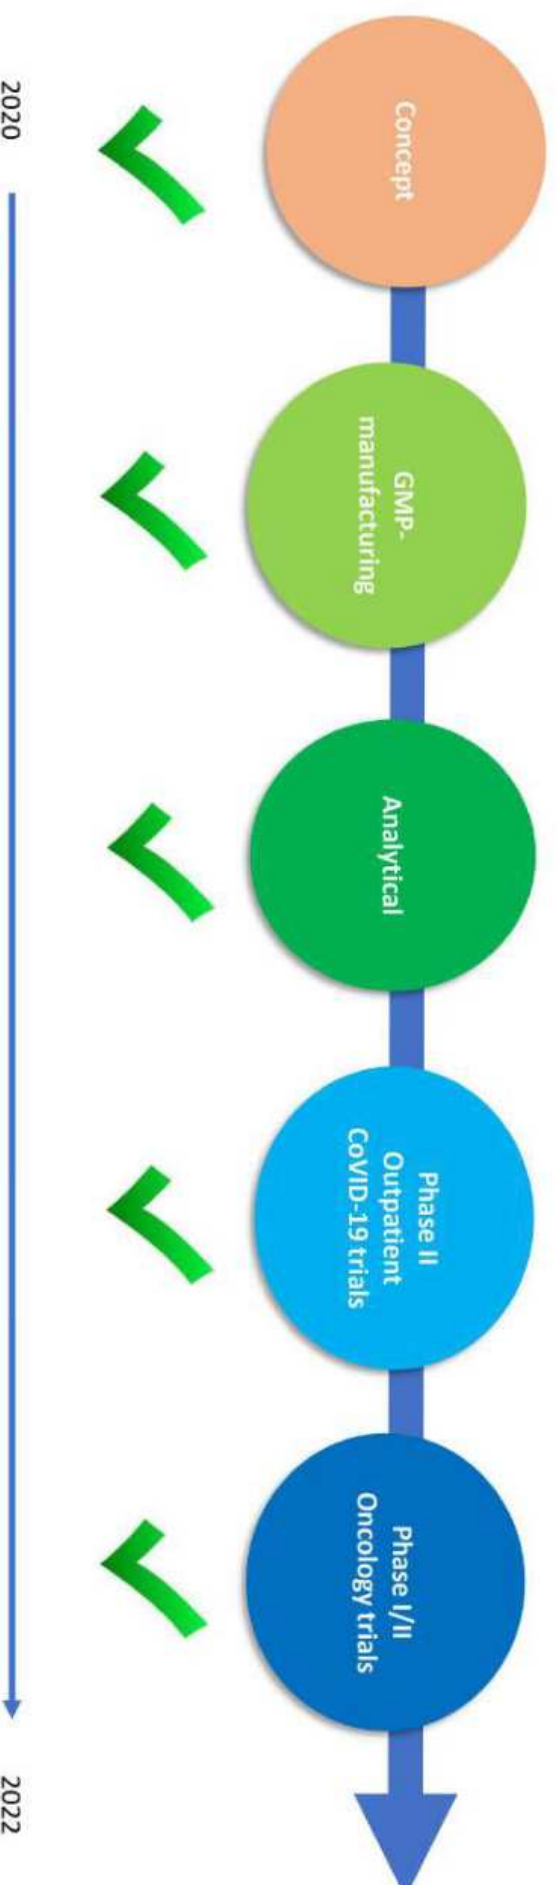 Concept
GMP-
manufacturing
Analytical
Phase II
Outpatient
CoVID-19 trials
Phase I/II
Oncology trials
2020
2022